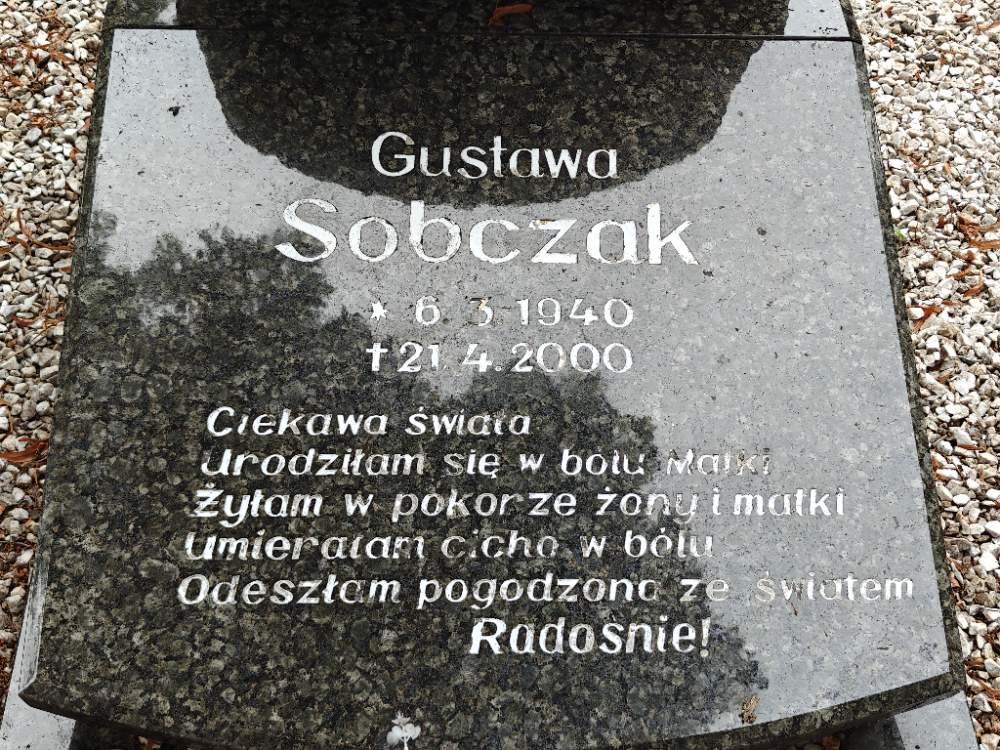 Gustawa
Sobczak
* 6. 3. 1940
✝ 21. 4. 2000
Ciekawa świata
Urodziłam się w bólu Matki
Żyłam w pokorze żony i matki
Umierałam cicho w bólu
Odeszłam pogodzona ze światem
Radośnie!